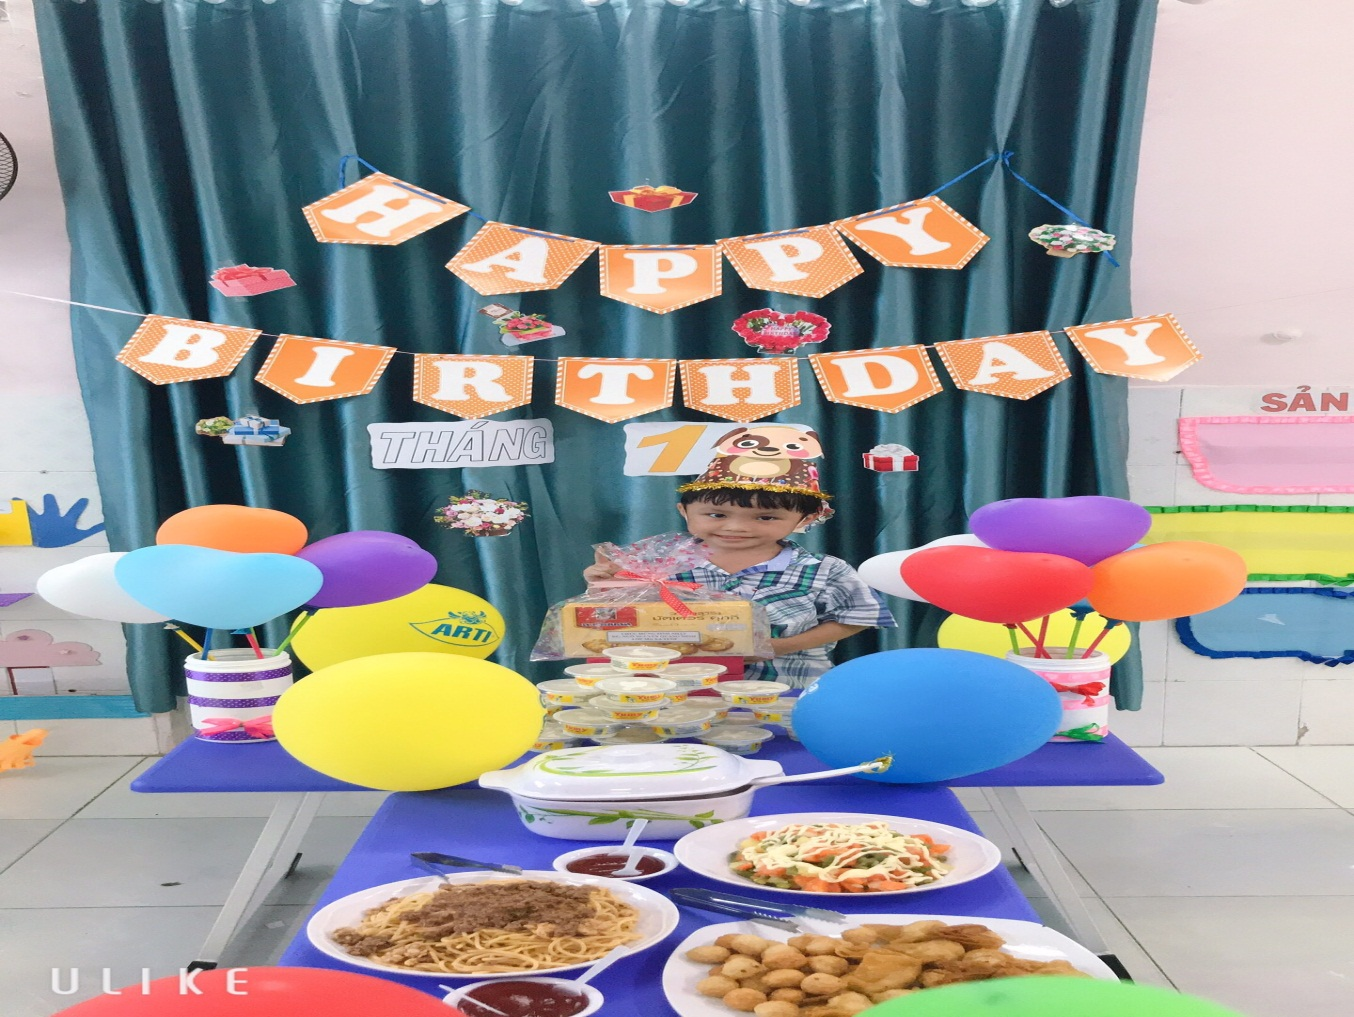 HAPPY
BIRTHDAY
THÁNG 1
SẢN
ARTI
ULIKE